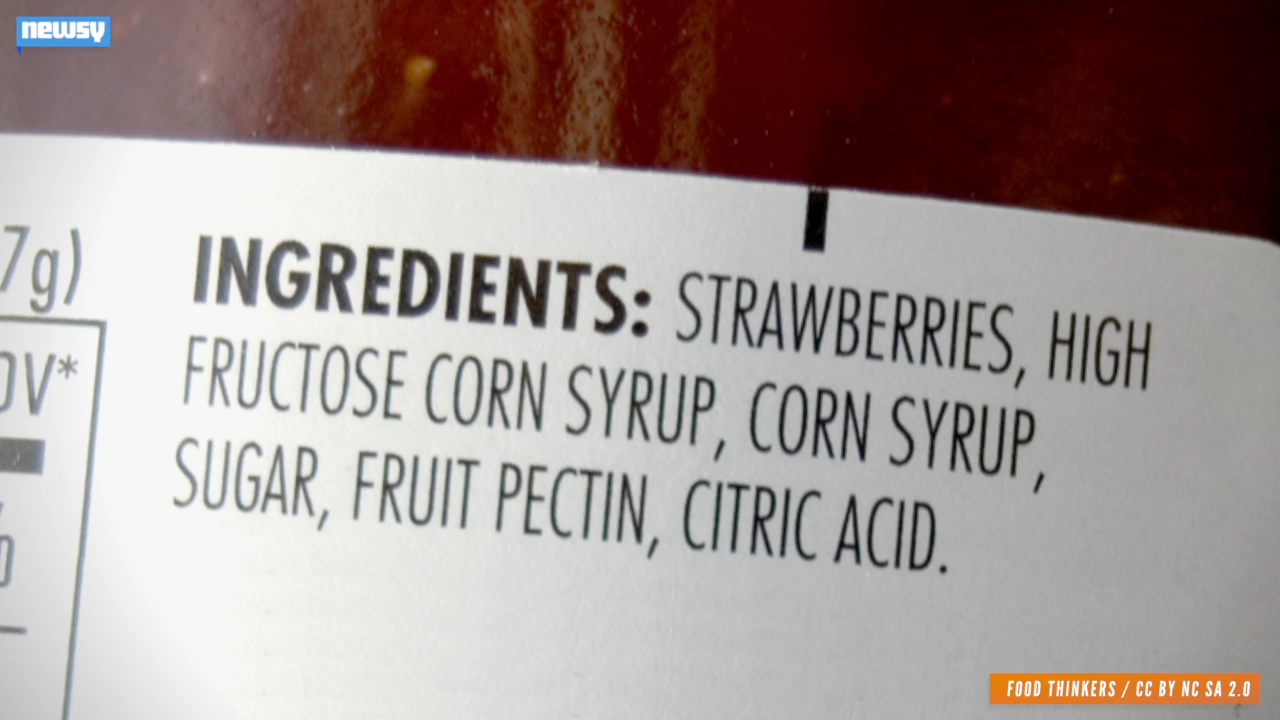 newsy
7g)
DV*
%
INGREDIENTS: STRAWBERRIES, HIGH
FRUCTOSE CORN SYRUP, CORN SYRUP,
SUGAR, FRUIT PECTIN, CITRIC ACID.
FOOD THINKERS / CC BY NC SA 2.0